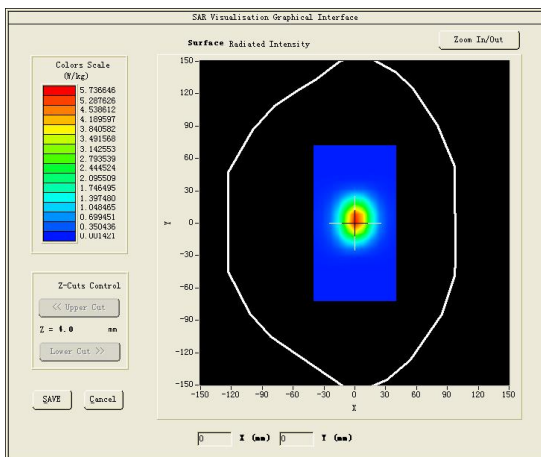 SAR Visualisation Graphical Interface
Surface Radiated Intensity
Zoom In/Out
Colors Scale
(W/kg)
5.736646
5.287626
4.538612
4.189597
3.840582
3.491568
3.142553
2.793539
2.444524
2.095509
1.746495
1.397480
1.048465
0.699451
0.350436
0.001421
150
120
90
60
30
0
-30
-60
-90
-120
-150
Y
-150 -120 -90 -60 -30 0 30 60 90 120 150
X
Z-Cuts Control
<< Upper Cut
Z = 4.0 mm
Lower Cut >>
SAVE Cancel
0 X (mm) 0 Y (mm)